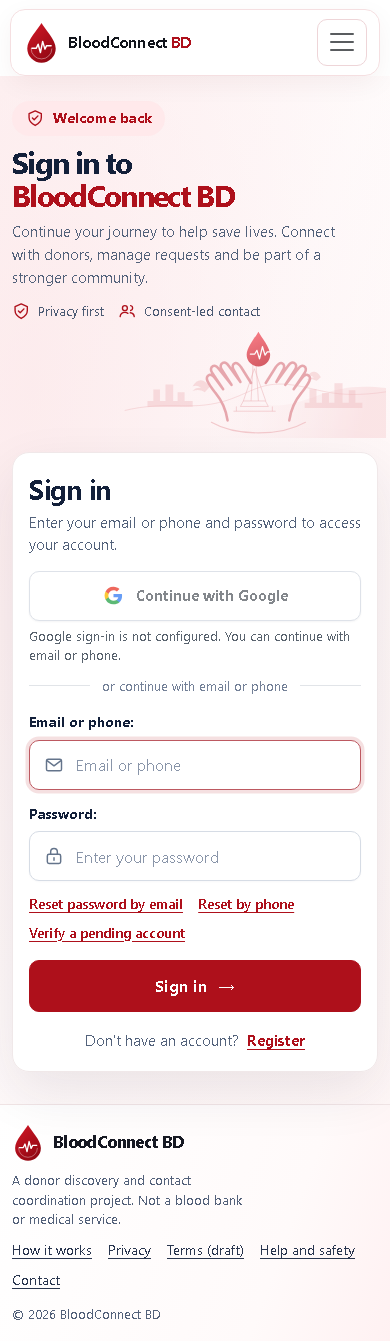 BloodConnect BD
Welcome back
Sign in to
BloodConnect BD
Continue your journey to help save lives. Connect
with donors, manage requests and be part of a
stronger community.
Privacy first Consent-led contact
Sign in
Enter your email or phone and password to access
your account.
Continue with Google
Google sign-in is not configured. You can continue with
email or phone.
or continue with email or phone
Email or phone:
Email or phone
Password:
Enter your password
Reset password by email Reset by phone
Verify a pending account
Sign in →
Don't have an account? Register
BloodConnect BD
A donor discovery and contact
coordination project. Not a blood bank
or medical service.
How it works Privacy Terms (draft) Help and safety
Contact
© 2026 BloodConnect BD